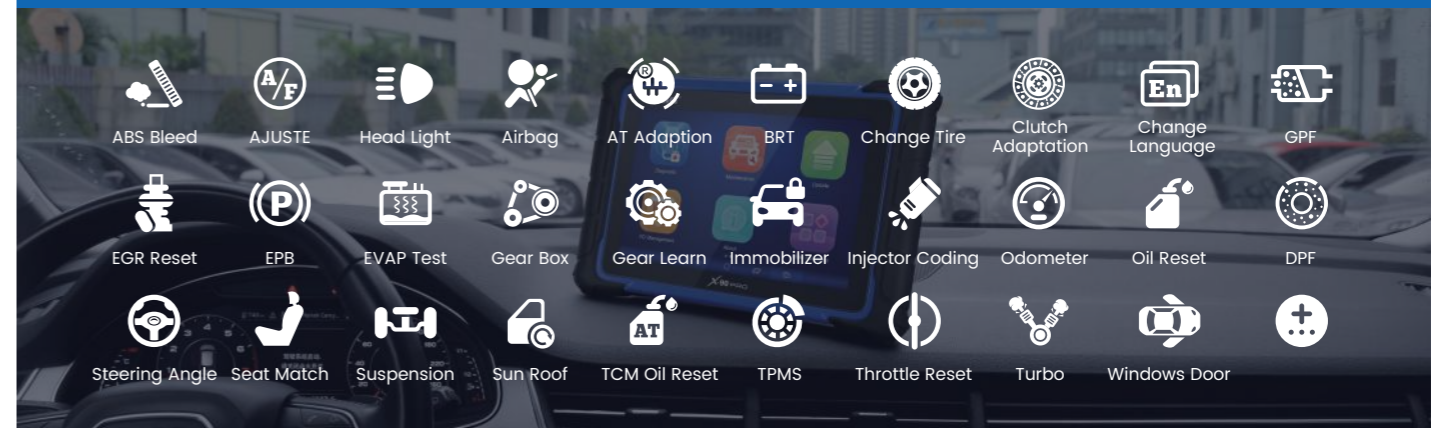 ABS Bleed
AJUSTE
Head Light
Airbag
AT Adaption
BRT
Change Tire
Clutch
Adaptation
Change
Language
GPF
A/F
R
- +
En
EGR Reset
EPB
EVAP Test
Gear Box
Gear Learn
Immobilizer
Injector Coding
Odometer
Oil Reset
DPF
P
Steering Angle
Seat Match
Suspension
Sun Roof
TCM Oil Reset
TPMS
Throttle Reset
Turbo
Windows Door
AT
+